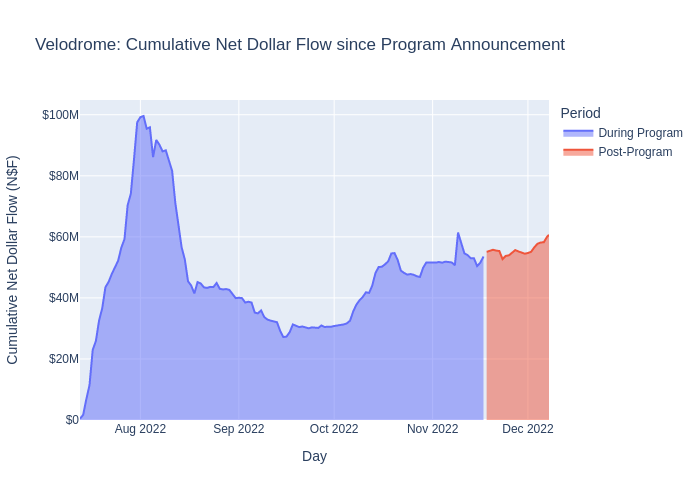 Velodrome: Cumulative Net Dollar Flow since Program Announcement
Cumulative Net Dollar Flow (N$F)
$100M
$80M
$60M
$40M
$20M
$0
Aug 2022
Sep 2022
Oct 2022
Nov 2022
Dec 2022
Day
Period
During Program
Post-Program